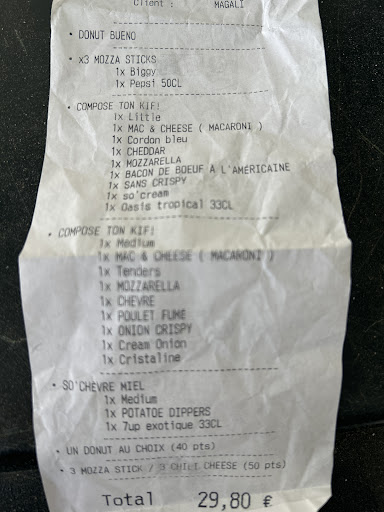 Client : MAGALI
• DONUT BUENO
• x3 MOZZA STICKS
1x Biggy
1x Pepsi 50CL
• COMPOSE TON KIF!
1x Little
1x MAC & CHEESE ( MACARONI )
1x Cordon bleu
1x CHEDDAR
1x MOZZARELLA
1x BACON DE BOEUF À L'AMÉRICAINE
1x SANS CRISPY
1x so'cream
1x Oasis tropical 33CL
• COMPOSE TON KIF!
1x Medium
1x MAC & CHEESE ( MACARONI )
1x Tenders
1x MOZZARELLA
1x CHEVRE
1x POULET FUMÉ
1x ONION CRISPY
1x Cream Onion
1x Cristaline
• SO'CHÈVRE MIEL
1x Medium
1x POTATOE DIPPERS
1x 7up exotique 33CL
• UN DONUT AU CHOIX (40 pts)
• 3 MOZZA STICK / 3 CHILI CHEESE (50 pts)
Total 29,80 €